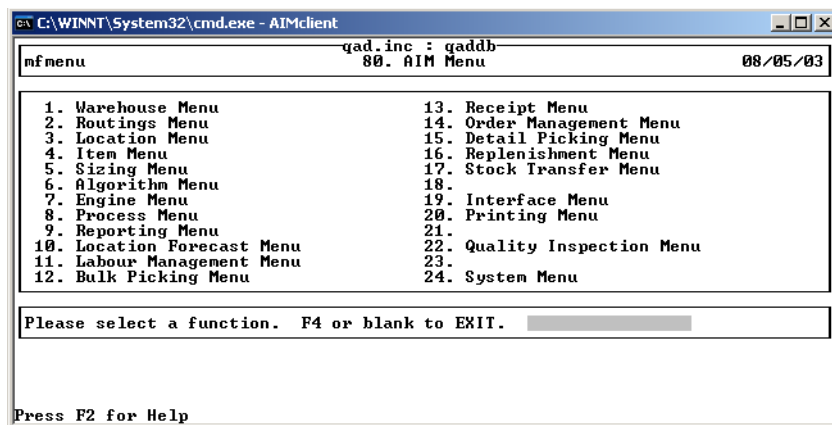 C:\WINNT\System32\cmd.exe - AIMclient
qad.inc : qaddb
mfmenu 80. AIM Menu 08/05/03
1. Warehouse Menu 13. Receipt Menu
2. Routings Menu 14. Order Management Menu
3. Location Menu 15. Detail Picking Menu
4. Item Menu 16. Replenishment Menu
5. Sizing Menu 17. Stock Transfer Menu
6. Algorithm Menu 18.
7. Engine Menu 19. Interface Menu
8. Process Menu 20. Printing Menu
9. Reporting Menu 21.
10. Location Forecast Menu 22. Quality Inspection Menu
11. Labour Management Menu 23.
12. Bulk Picking Menu 24. System Menu
Please select a function. F4 or blank to EXIT.
Press F2 for Help